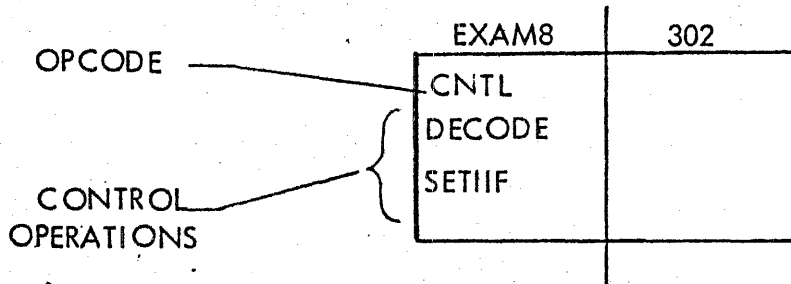 EXAM8 302
OPCODE
CNTL
DECODE
SETIIF
CONTROL
OPERATIONS